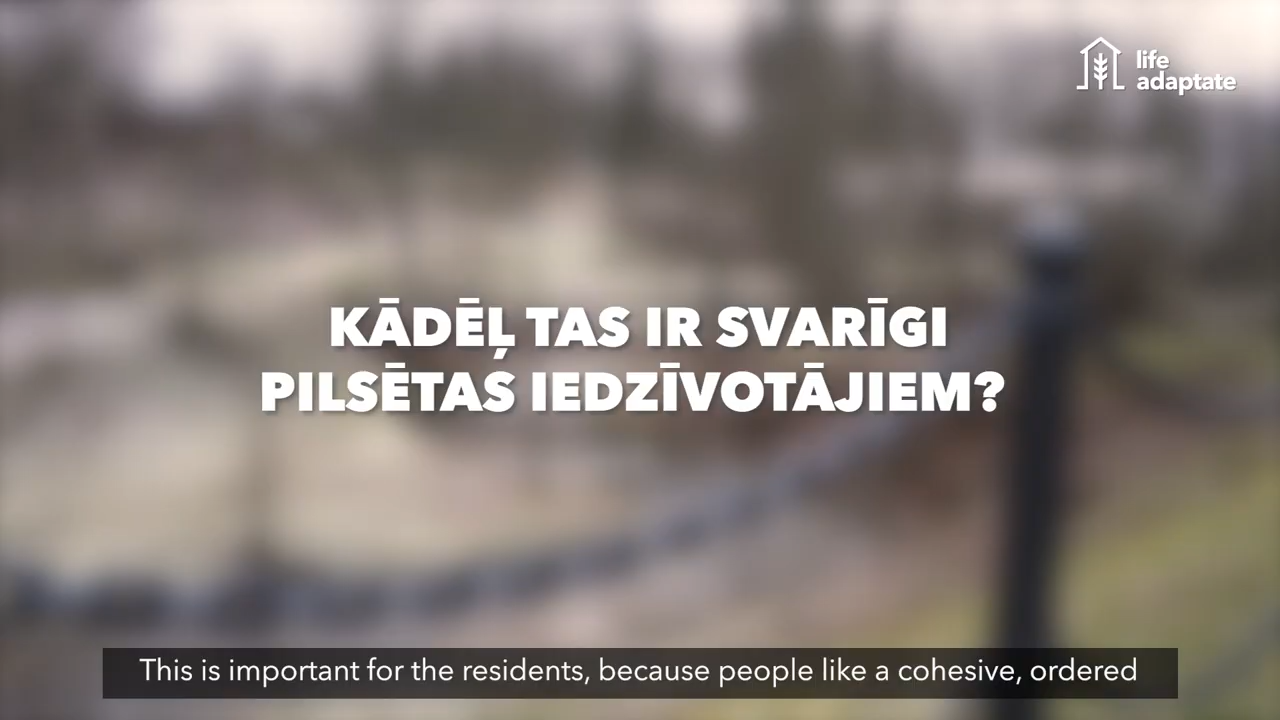 life
adaptate
KĀDĒĻ TAS IR SVARĪGI
PILSĒTAS IEDZĪVOTĀJIEM?
This is important for the residents, because people like a cohesive, ordered